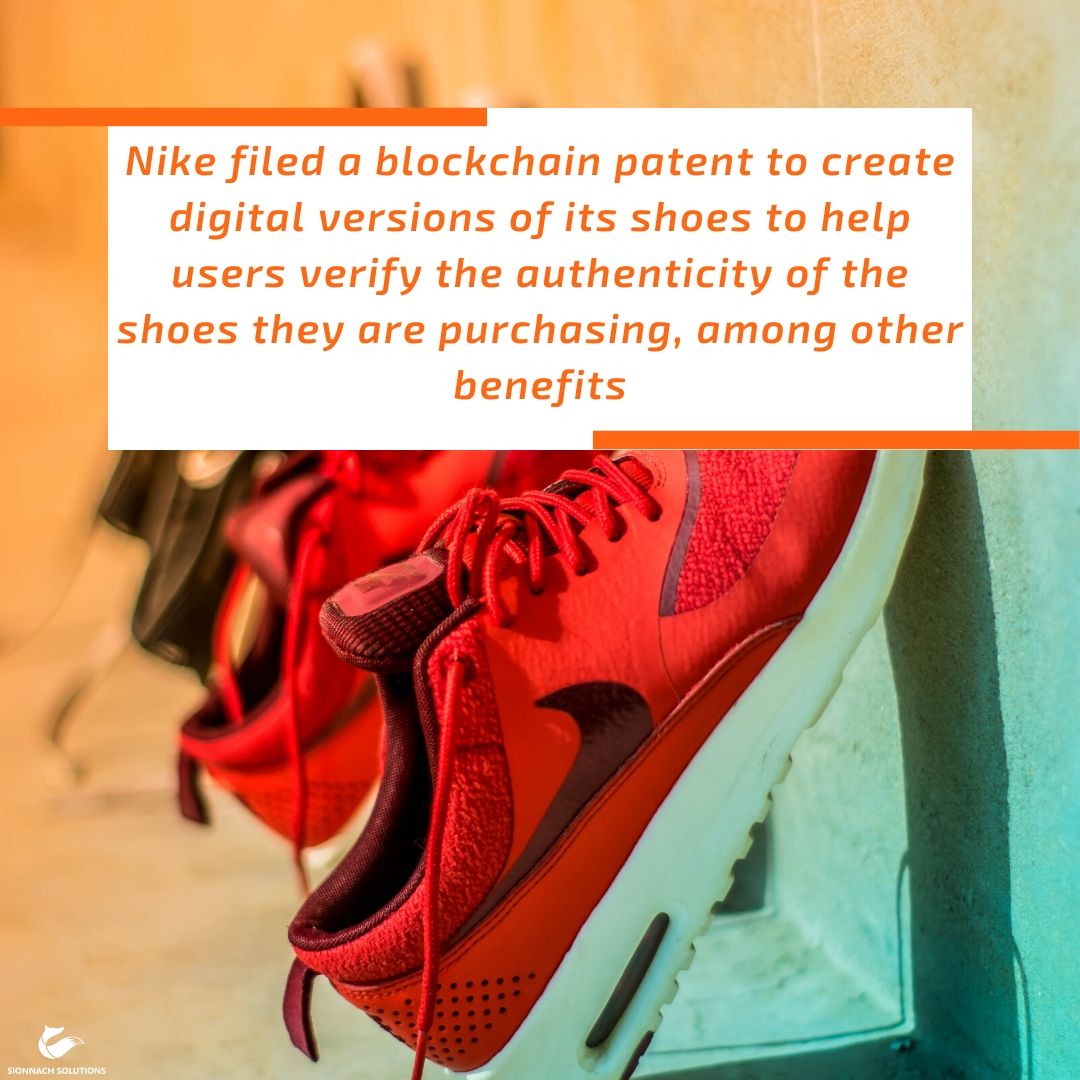 Nike filed a blockchain patent to create
digital versions of its shoes to help
users verify the authenticity of the
shoes they are purchasing, among other
benefits
SIONNACH SOLUTIONS